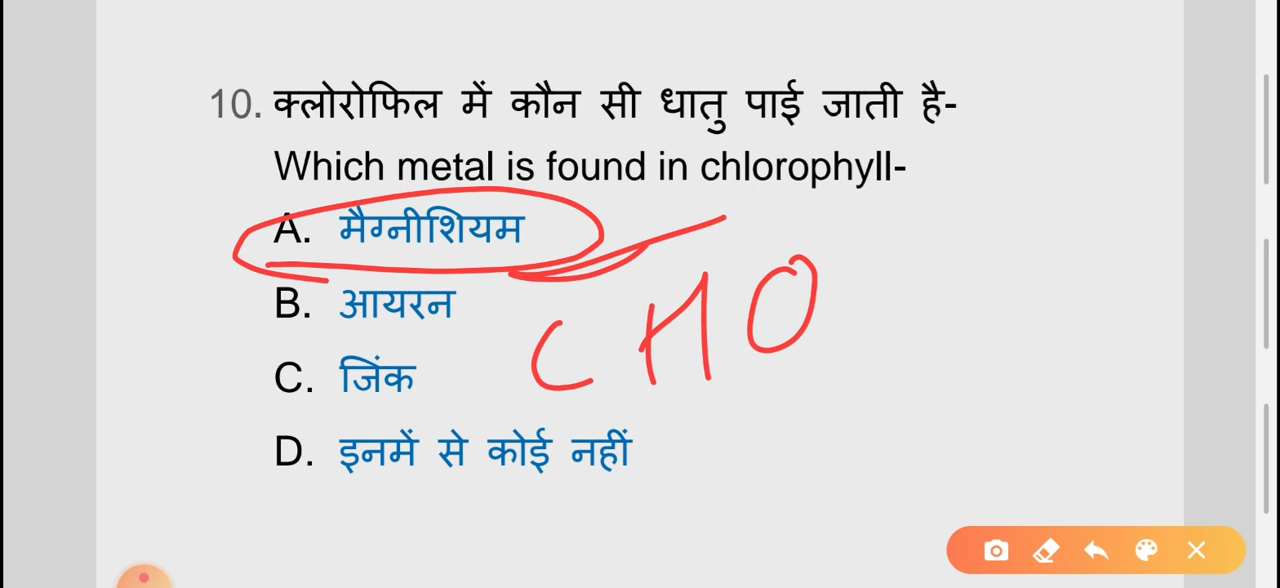 10. क्लोरोफिल में कौन सी धातु पाई जाती है-
Which metal is found in chlorophyll-
A. मैग्नीशियम
B. आयरन
CHO
C. जिंक
D. इनमें से कोई नहीं